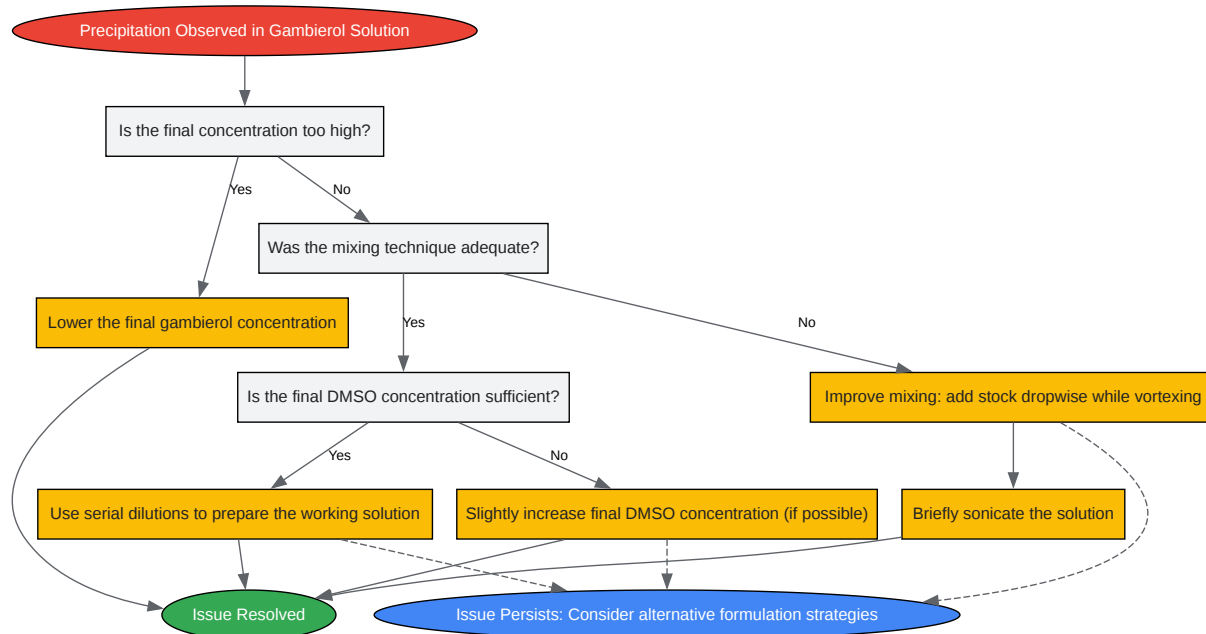 Precipitation Observed in Gambierol Solution
Is the final concentration too high?
Yes
No
Was the mixing technique adequate?
Lower the final gambierol concentration
Yes
No
Is the final DMSO concentration sufficient?
Improve mixing: add stock dropwise while vortexing
Yes
No
Use serial dilutions to prepare the working solution
Slightly increase final DMSO concentration (if possible)
Briefly sonicate the solution
Issue Resolved
Issue Persists: Consider alternative formulation strategies